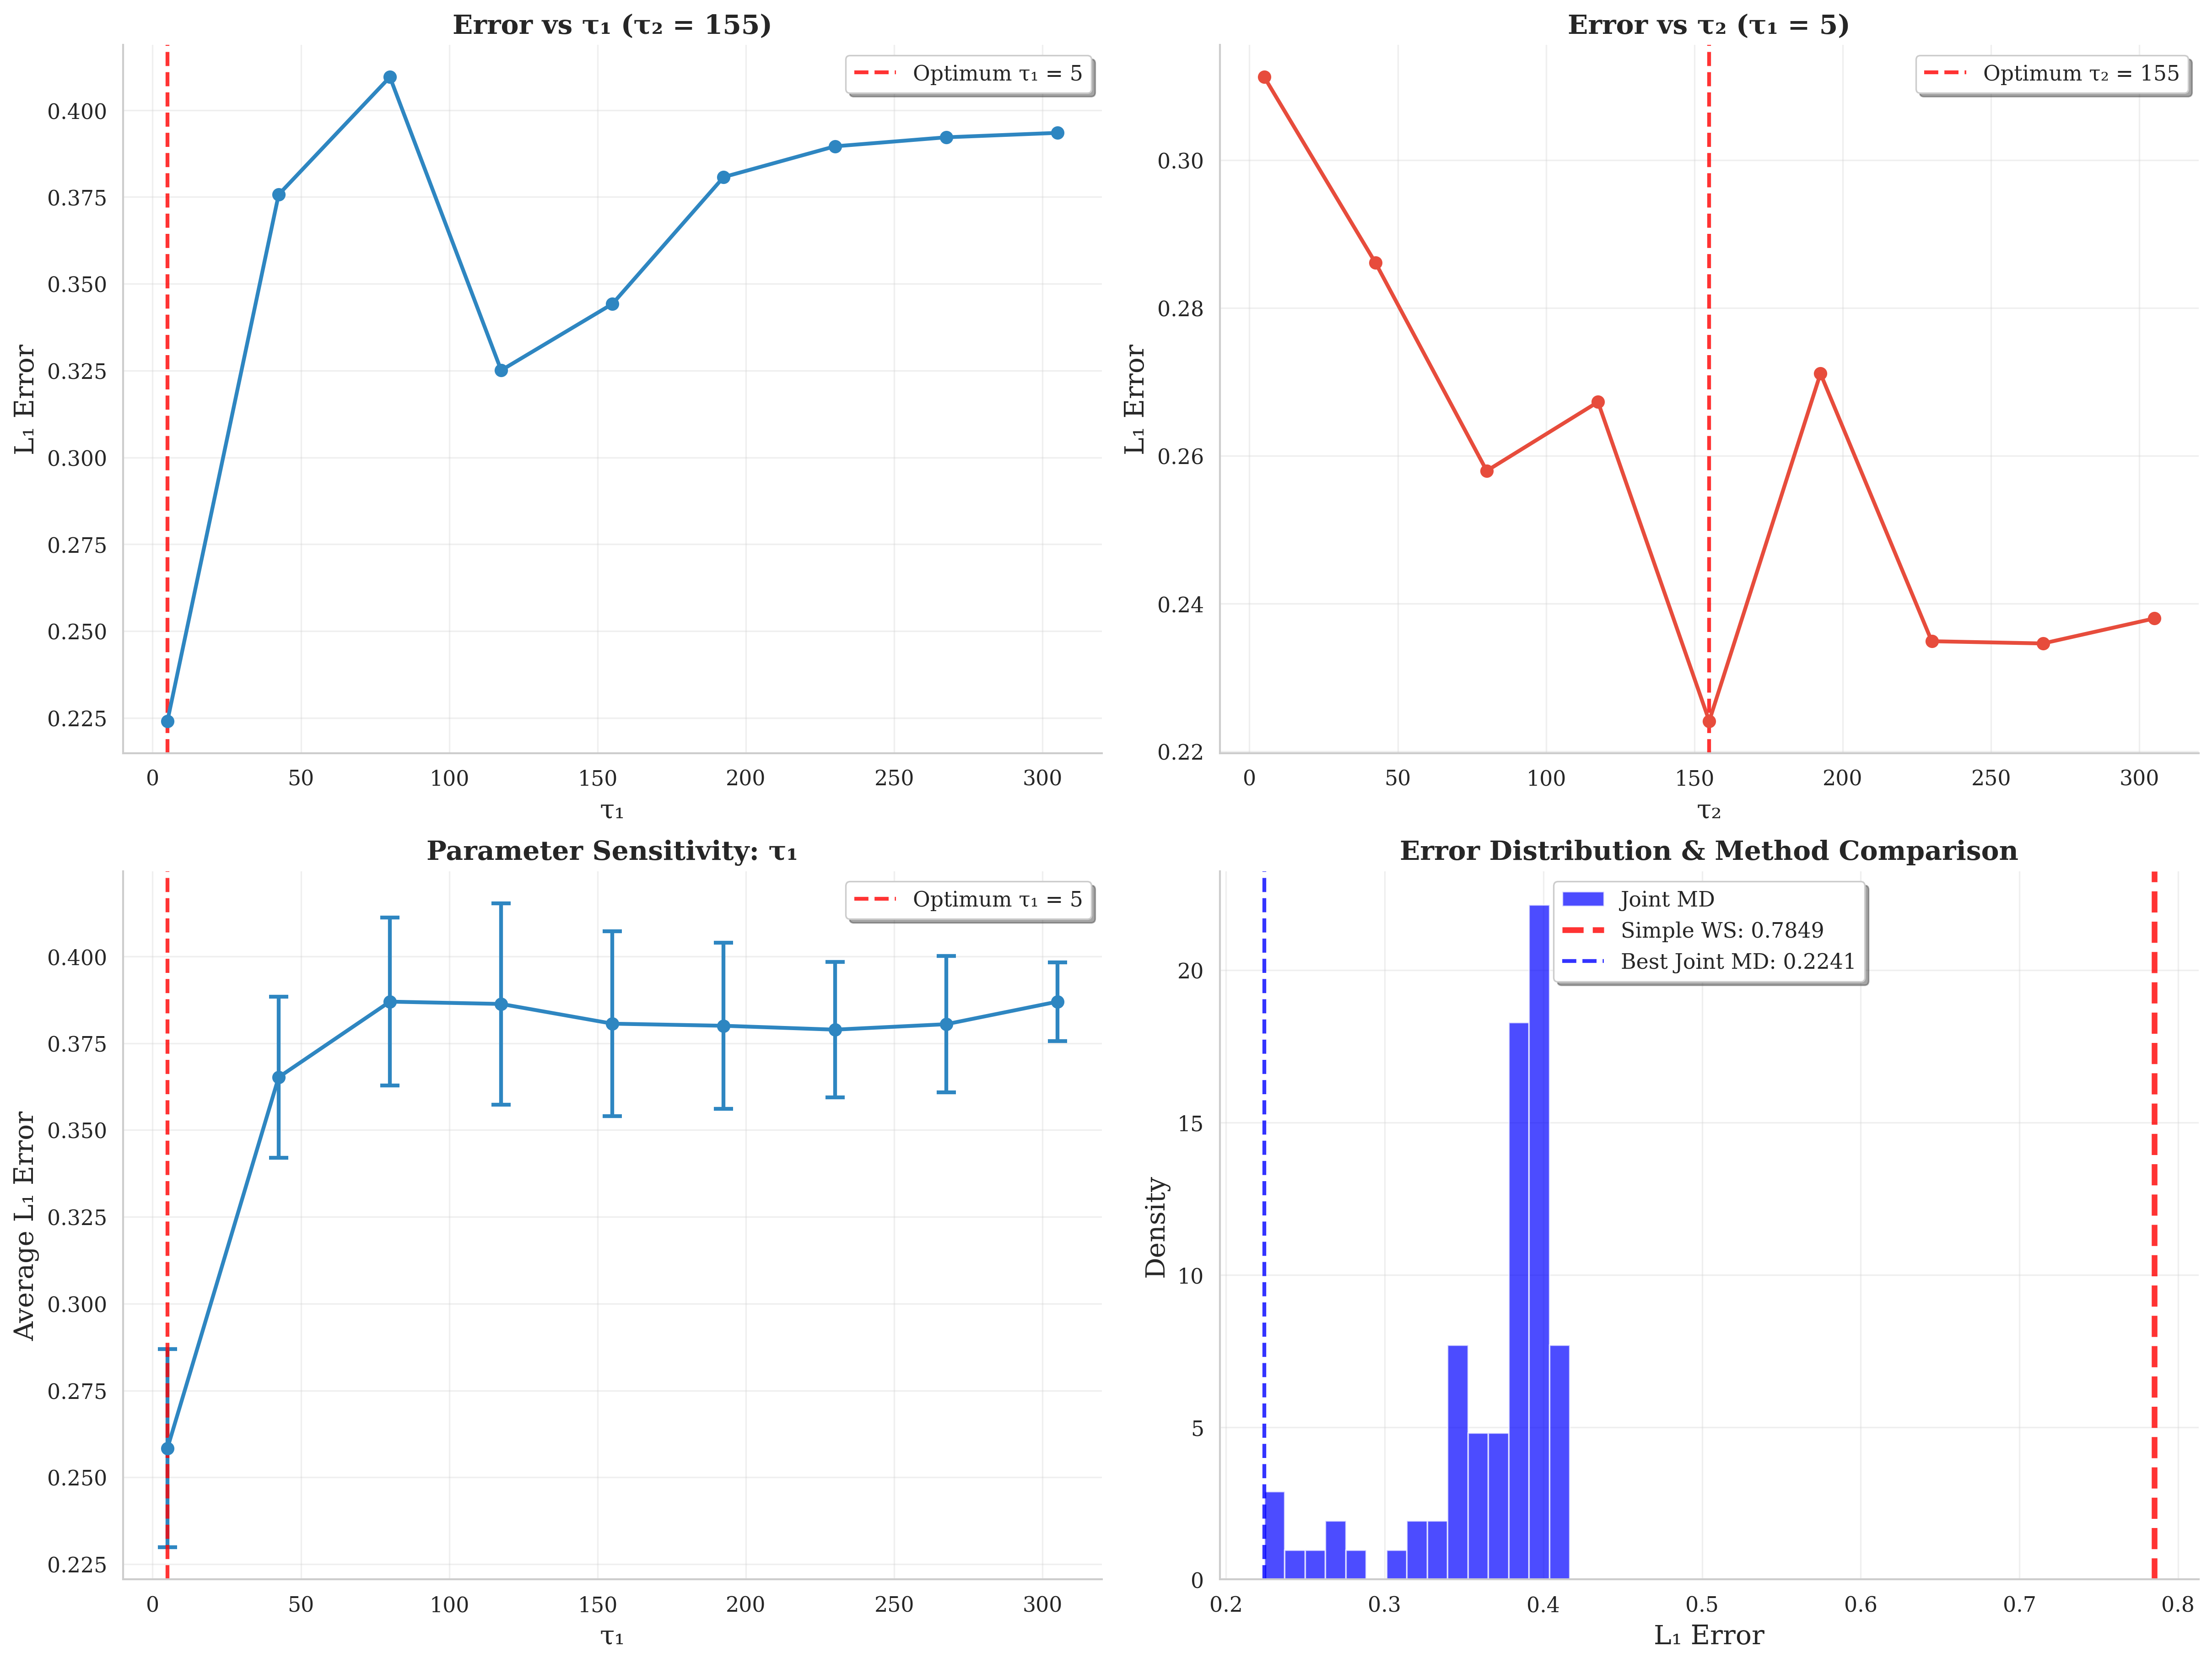 Error vs τ₁ (τ₂ = 155)
Optimum τ₁ = 5
L₁ Error
0.400
0.375
0.350
0.325
0.300
0.275
0.250
0.225
0 50 100 150 200 250 300
τ₁
Error vs τ₂ (τ₁ = 5)
Optimum τ₂ = 155
L₁ Error
0.30
0.28
0.26
0.24
0.22
0 50 100 150 200 250 300
τ₂
Parameter Sensitivity: τ₁
Optimum τ₁ = 5
Average L₁ Error
0.400
0.375
0.350
0.325
0.300
0.275
0.250
0.225
0 50 100 150 200 250 300
τ₁
Error Distribution & Method Comparison
Joint MD
Simple WS: 0.7849
Best Joint MD: 0.2241
Density
20
15
10
5
0
0.2 0.3 0.4 0.5 0.6 0.7 0.8
L₁ Error